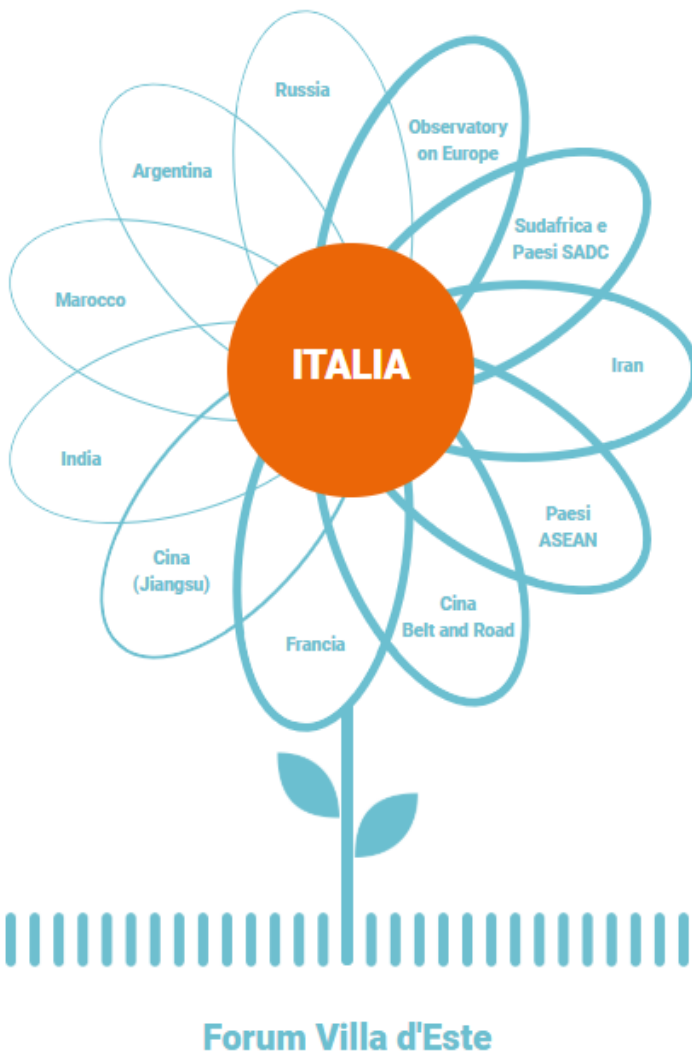 Russia
Observatory
on Europe
Argentina
Sudafrica e
Paesi SADC
Marocco
ITALIA
Iran
India
Paesi
ASEAN
Cina
(Jiangsu)
Cina
Belt and Road
Francia
Forum Villa d'Este